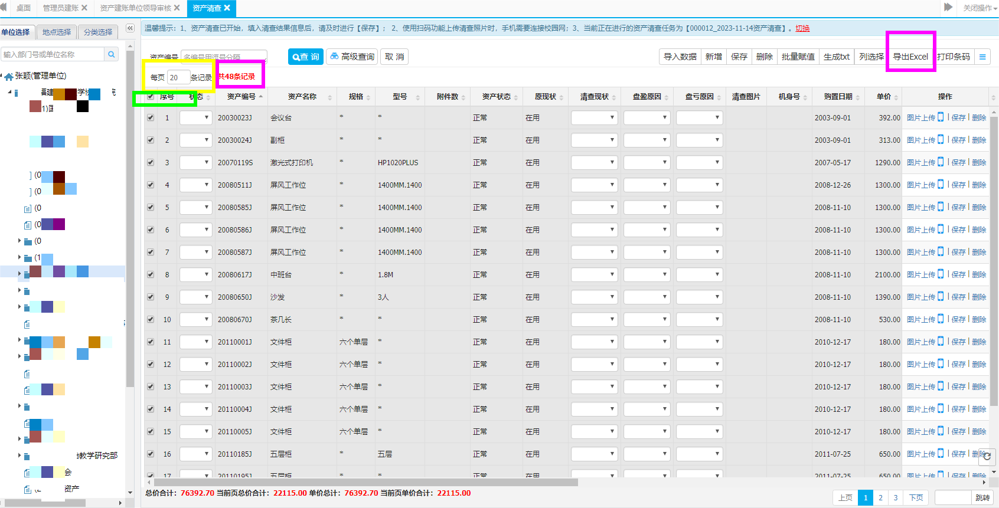 桌面 管理员建账 资产建账单位领导审核 资产清查 关闭操作
单位选择 地点选择 分类选择
温馨提示：1、资产清查已开始，填入清查结果信息后，请及时进行【保存】； 2、使用扫码功能上传清查照片时，手机需要连接校园网；3、当前正在进行的资产清查任务为【000012_2023-11-14资产清查】。切换
输入部门号或单位名称
资产编号 多编号用逗号分隔 查 询 高级查询 取 消 导入数据 新增 保存 删除 批量赋值 生成txt 列选择 导出Excel 打印条码
每页 20 条记录 共48条记录
张颖(管理单位)
福建 学 院
1)
(0
(0
(0
(0
(0
(1
教学研究部
会
资产
序号 状态 资产编号 资产名称 规格 型号 附件数 资产状态 原现状 清查现状 盘盈原因 盘亏原因 清查图片 机身号 购置日期 单价 操作
1 20030023J 会议台 * * 正常 在用 2003-09-01 392.00 图片上传 | 保存 | 删除
2 20030024J 副柜 * * 正常 在用 2003-09-01 313.00 图片上传 | 保存 | 删除
3 20070119S 激光式打印机 * HP1020PLUS 正常 在用 2007-05-17 1290.00 图片上传 | 保存 | 删除
4 20080511J 屏风工作位 * 1400MM.1400 正常 在用 2008-12-26 1300.00 图片上传 | 保存 | 删除
5 20080585J 屏风工作位 * 1400MM.1400 正常 在用 2008-11-10 1300.00 图片上传 | 保存 | 删除
6 20080586J 屏风工作位 * 1400MM.1400 正常 在用 2008-11-10 1300.00 图片上传 | 保存 | 删除
7 20080587J 屏风工作位 * 1400MM.1400 正常 在用 2008-11-10 1300.00 图片上传 | 保存 | 删除
8 20080617J 中班台 * 1.8M 正常 在用 2008-11-10 2100.00 图片上传 | 保存 | 删除
9 20080650J 沙发 * 3人 正常 在用 2008-11-10 1390.00 图片上传 | 保存 | 删除
10 20080670J 茶几长 * * 正常 在用 2008-11-10 530.00 图片上传 | 保存 | 删除
11 20110001J 文件柜 六个单层 * 正常 在用 2010-12-17 180.00 图片上传 | 保存 | 删除
12 20110002J 文件柜 六个单层 * 正常 在用 2010-12-17 180.00 图片上传 | 保存 | 删除
13 20110003J 文件柜 六个单层 * 正常 在用 2010-12-17 180.00 图片上传 | 保存 | 删除
14 20110004J 文件柜 六个单层 * 正常 在用 2010-12-17 180.00 图片上传 | 保存 | 删除
15 20110005J 文件柜 六个单层 * 正常 在用 2010-12-17 180.00 图片上传 | 保存 | 删除
16 20110185J 五层柜 * 五层 正常 在用 2011-07-25 650.00 图片上传 | 保存 | 删除
17 20110195J 五层柜 * * 正常 在用 2011-07-25 650.00 图片上传 | 保存 | 删除
总价合计：76392.70 当前页总价合计：22115.00 单价总计：76392.70 当前页单价合计：22115.00
上页 1 2 3 下页 跳转